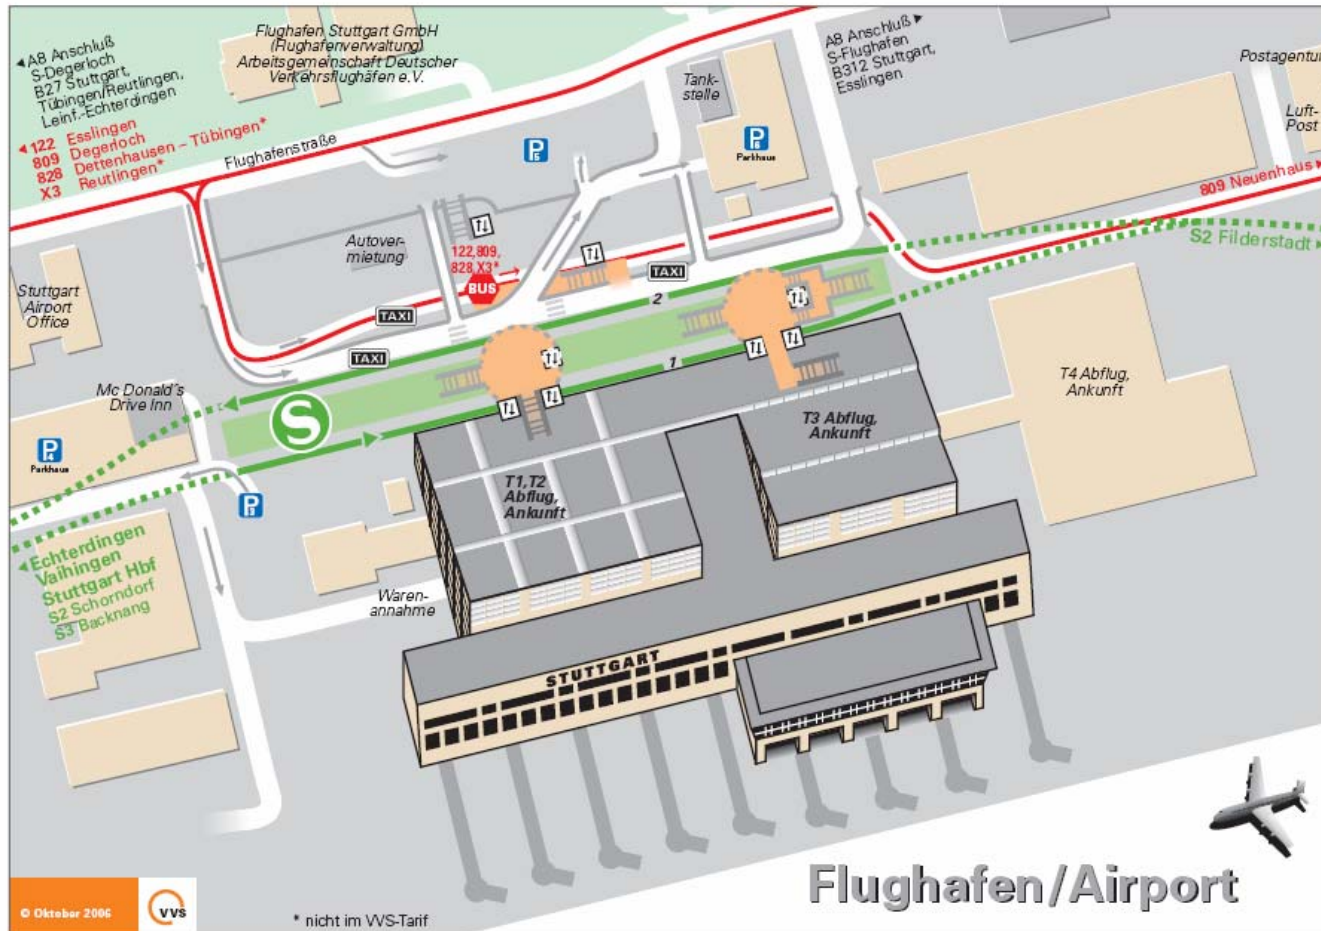 ◄A8 Anschluß
S-Degerloch
B27 Stuttgart,
Tübingen/Reutlingen,
Leinf.-Echterdingen
◄122 Esslingen
809 Degerloch
828 Dettenhausen – Tübingen*
X3 Reutlingen*
Flughafen Stuttgart GmbH
(Flughafenverwaltung)
Arbeitsgemeinschaft Deutscher
Verkehrsflughäfen e.V.
Flughafenstraße
A8 Anschluß ►
S-Flughafen
B312 Stuttgart,
Esslingen
Tank-
stelle
P
5
P
6
Parkhaus
Postagentur
Luft-
Post
809 Neuenhaus ►
S2 Filderstadt ►
Autover-
mietung
122,809,
828,X3*
BUS
TAXI
TAXI
TAXI
2
1
Stuttgart
Airport
Office
Mc Donald´s
Drive Inn
P
4
Parkhaus
S
P
3
T1,T2
Abflug,
Ankunft
T3 Abflug,
Ankunft
T4 Abflug,
Ankunft
◄Echterdingen
Vaihingen
Stuttgart Hbf
S2 Schorndorf
S3 Backnang
Waren-
annahme
STUTTGART
Flughafen/Airport
© Oktober 2006
VVS
* nicht im VVS-Tarif